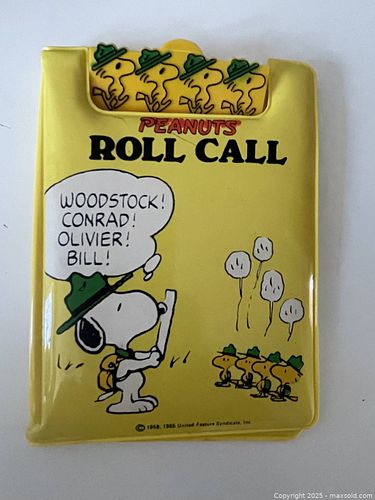 PEANUTS
ROLL CALL
WOODSTOCK!
CONRAD!
OLIVIER!
BILL!
1958, 1965 United Feature Syndicate, Inc
Copyright 2025 - maxsold.com